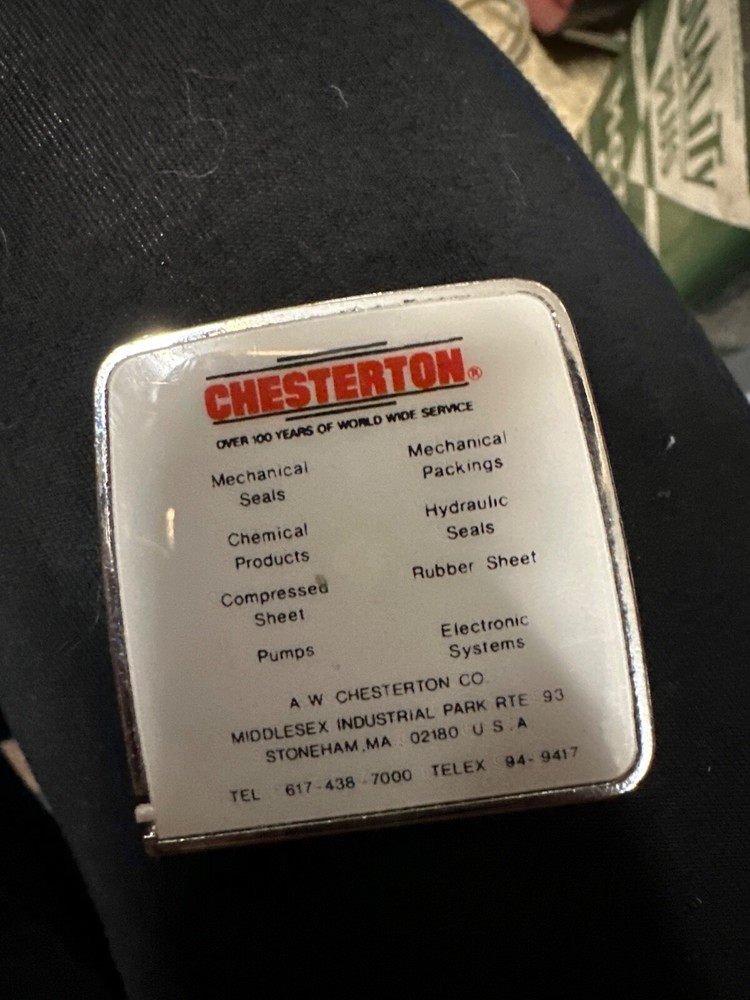 CHESTERTON®
OVER 100 YEARS OF WORLD WIDE SERVICE
Mechanical
Seals
Mechanical
Packings
Chemical
Products
Hydraulic
Seals
Compressed
Sheet
Rubber Sheet
Pumps
Electronic
Systems
A.W CHESTERTON CO.
MIDDLESEX INDUSTRIAL PARK RTE 93
STONEHAM,MA. 02180 U.S.A
TEL : 617-438-7000 TELEX 94-9417
QUALITY
PLUS